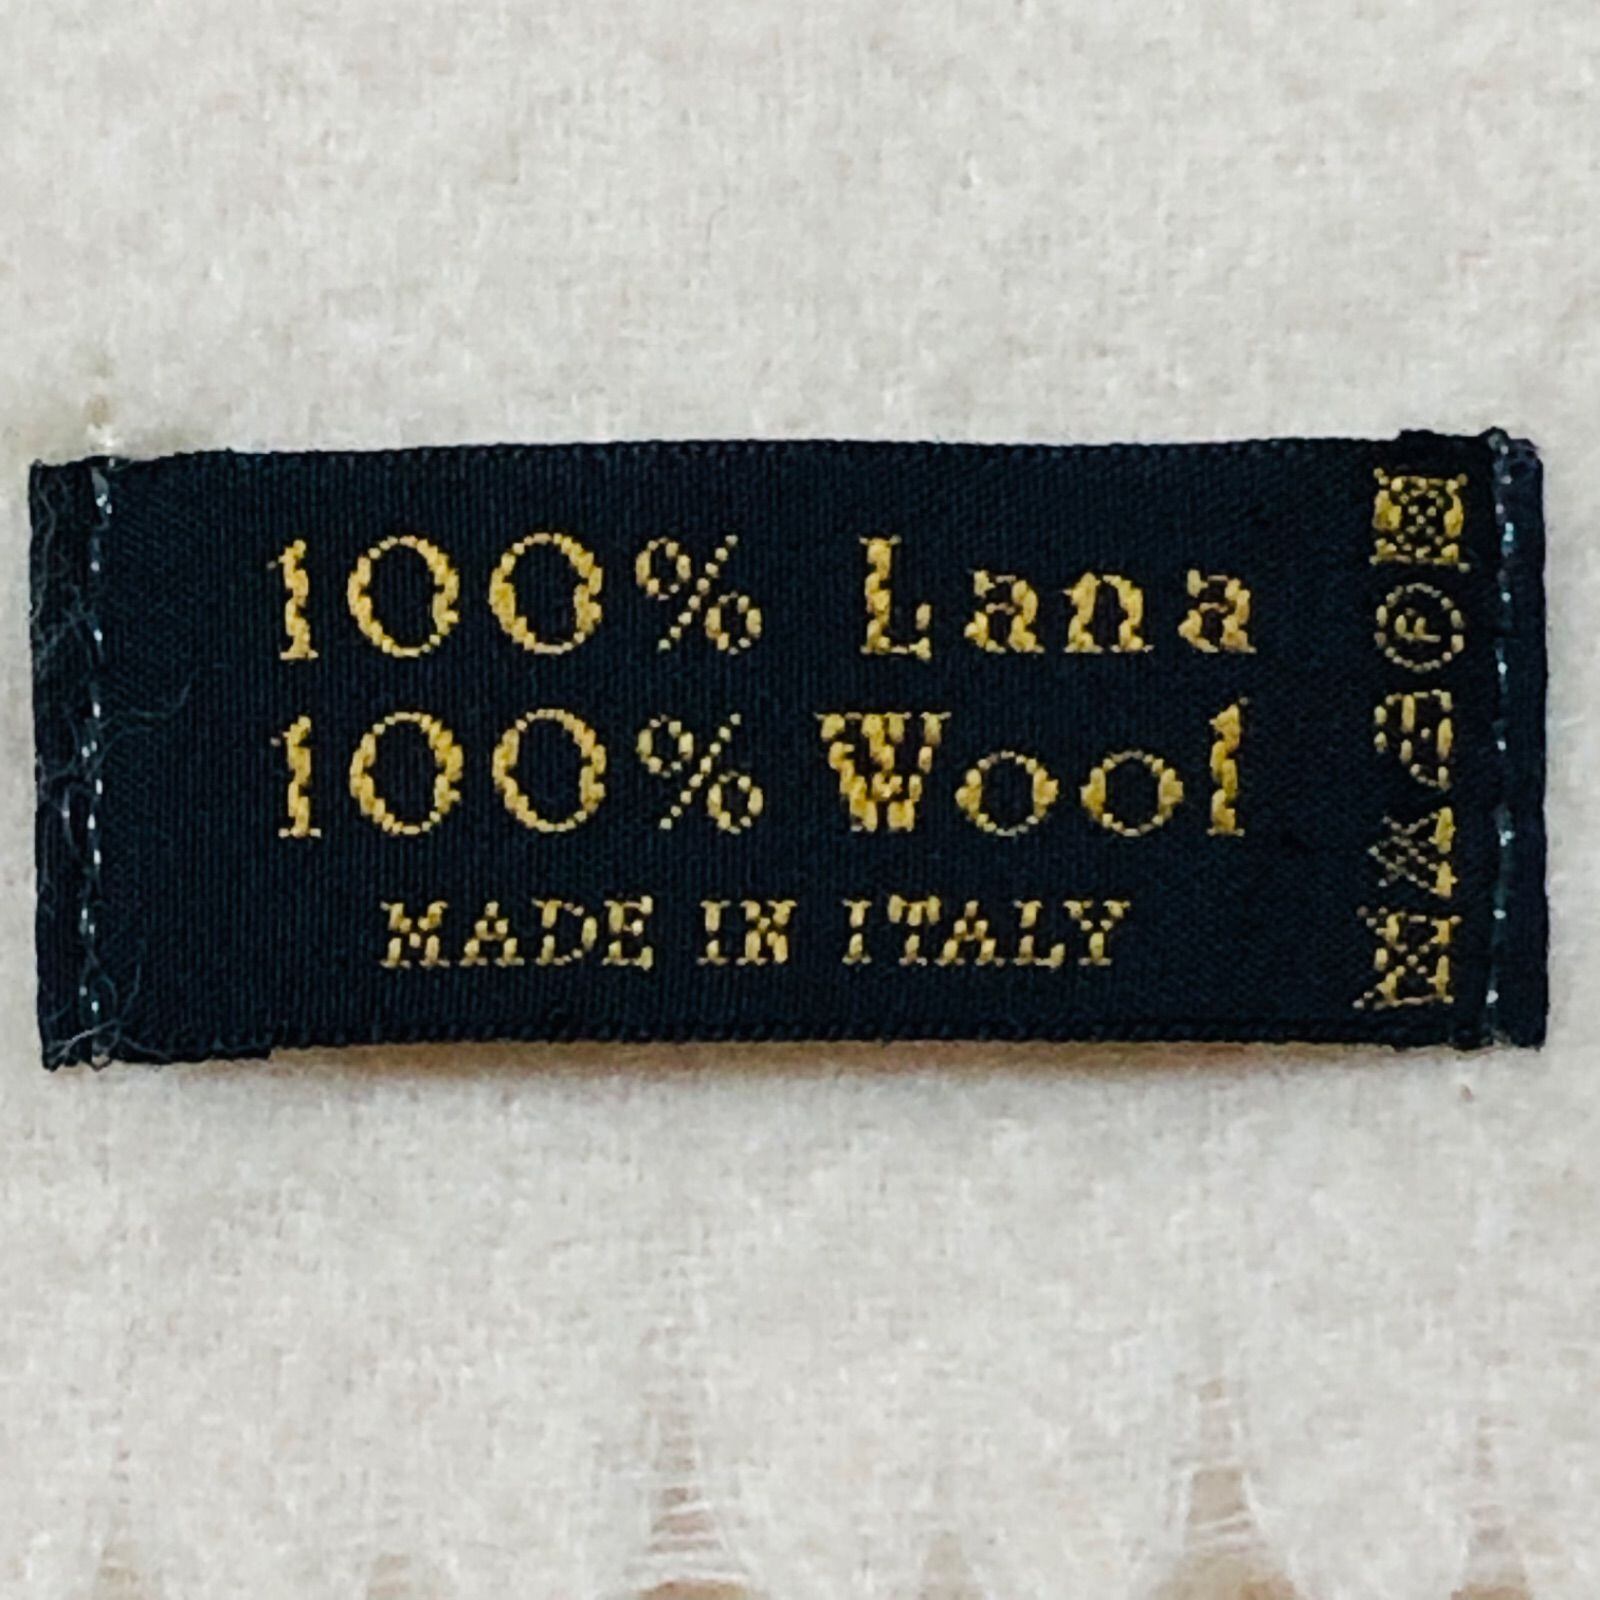 100% Lana
100% Wool
MADE IN ITALY
F